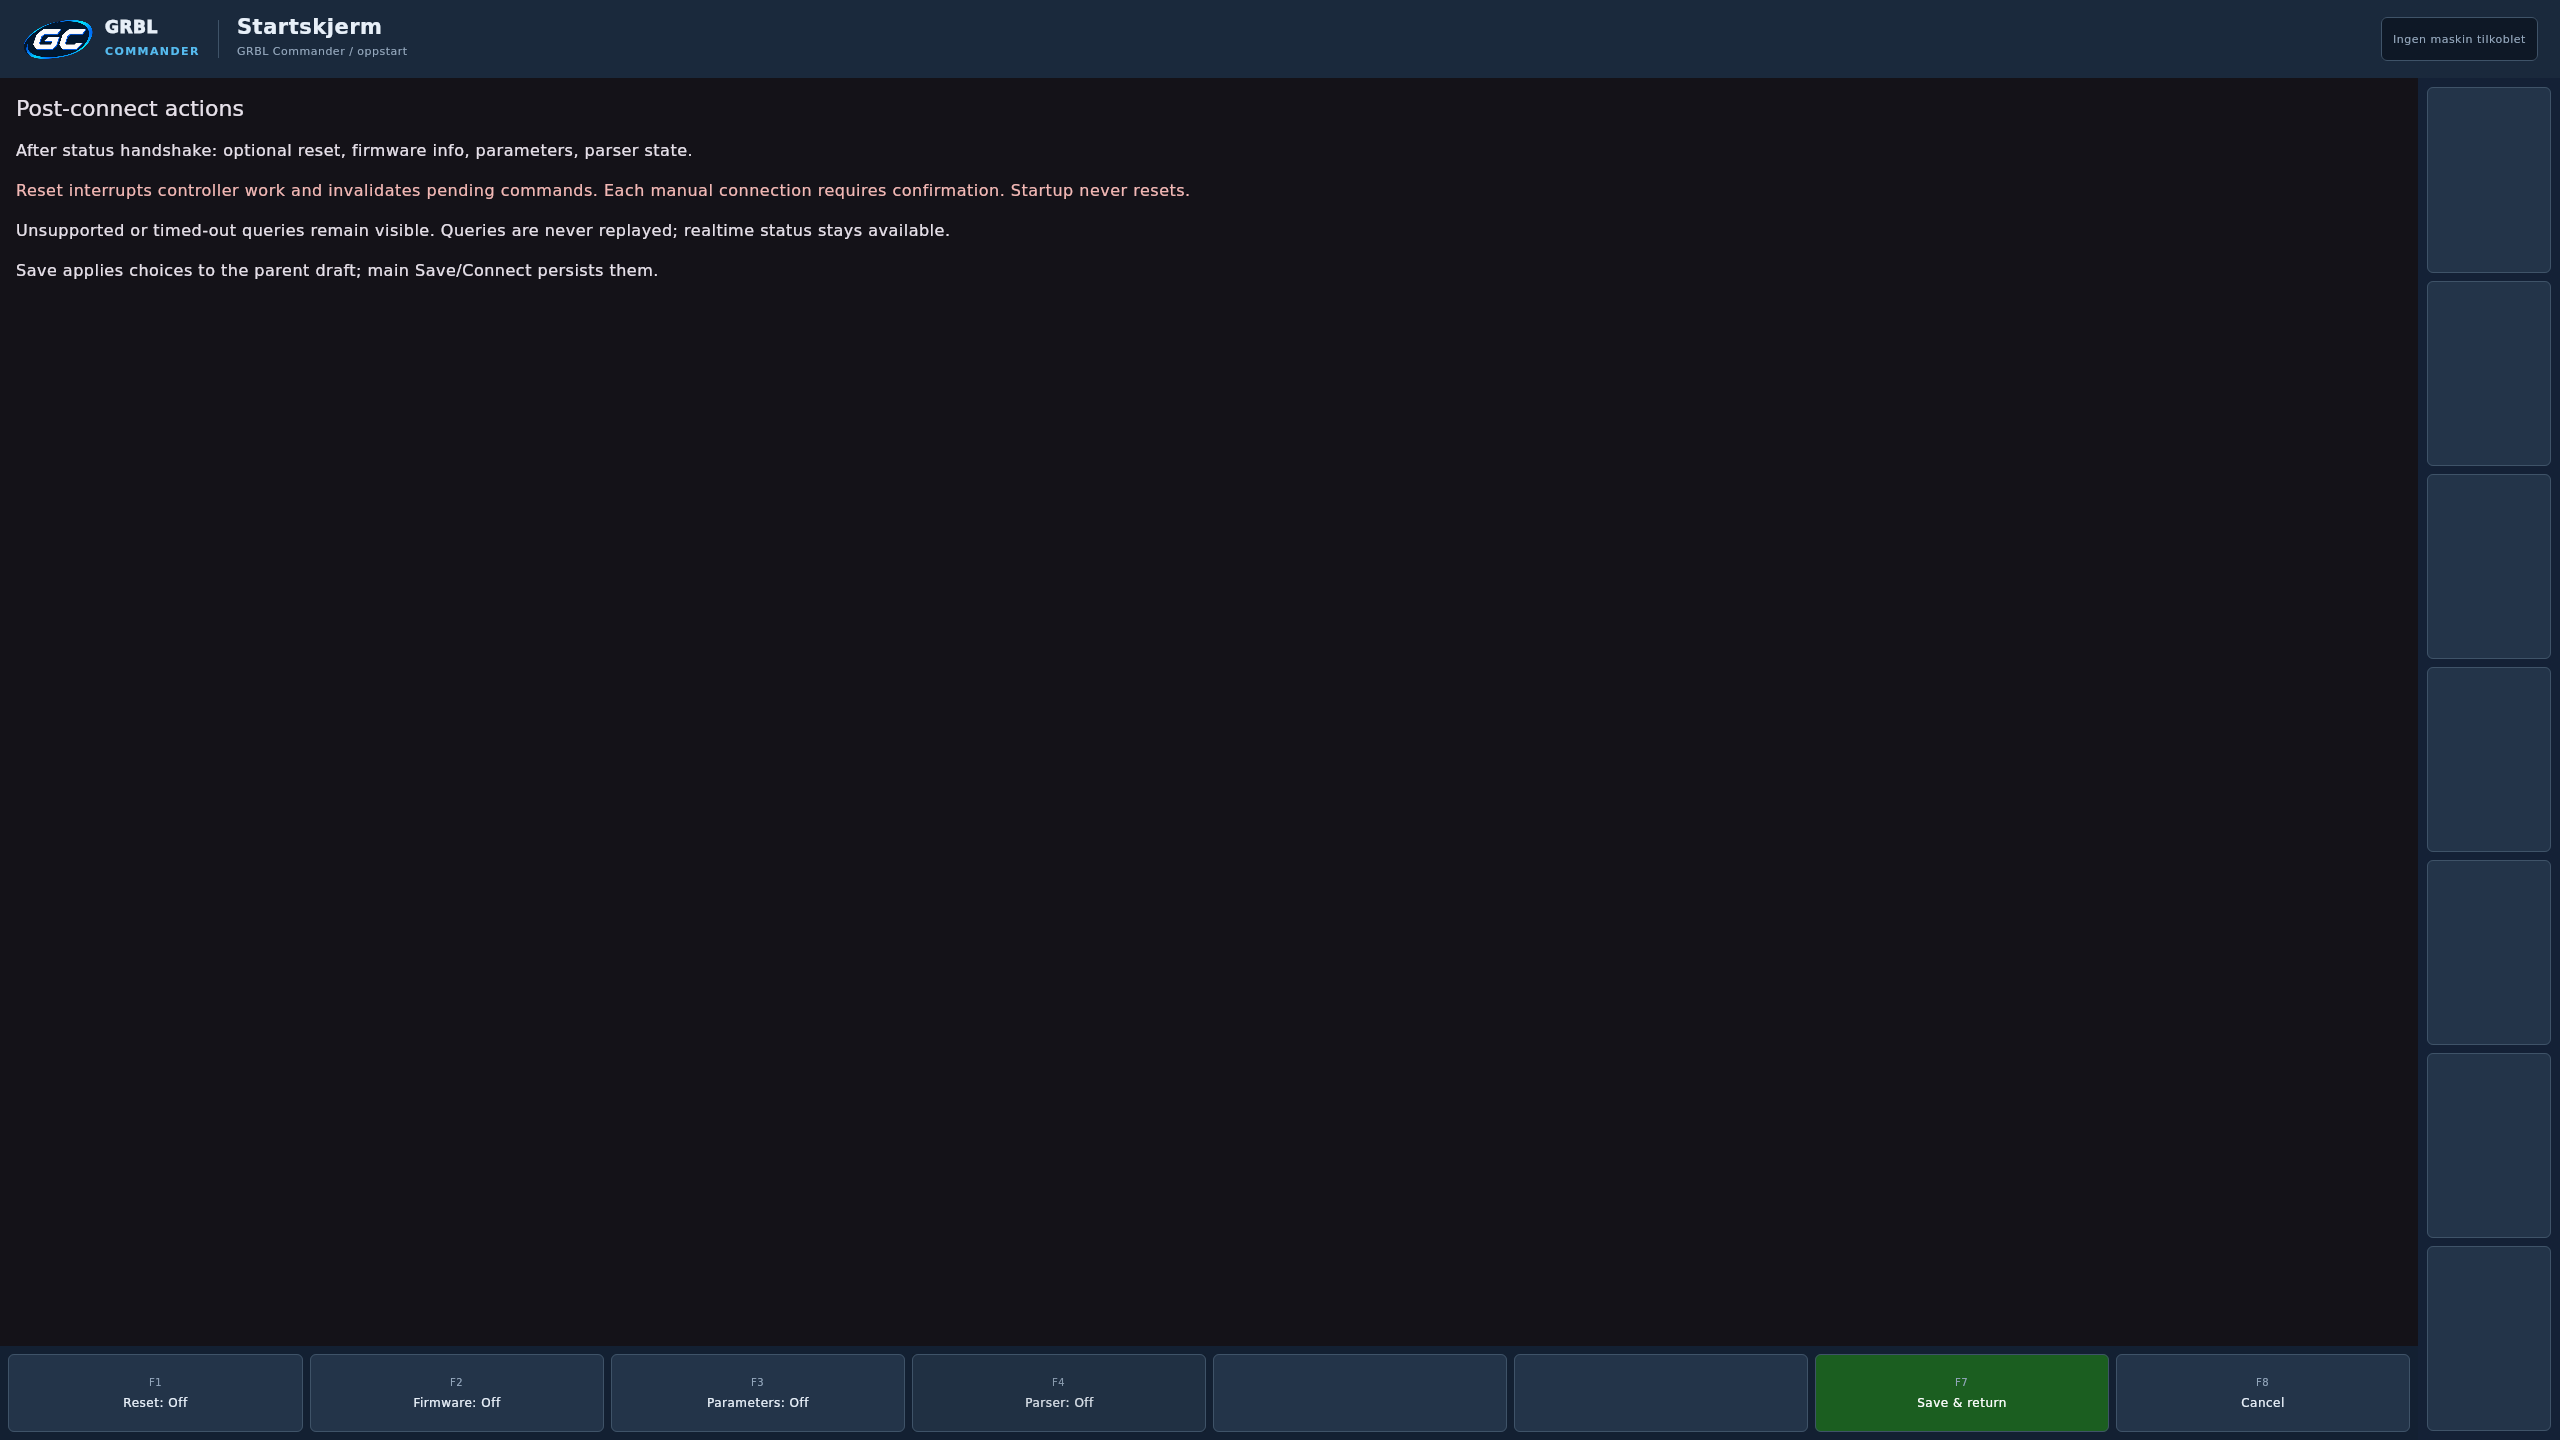 GC
GRBL
COMMANDER
Startskjerm
GRBL Commander / oppstart
Ingen maskin tilkoblet
Post-connect actions
After status handshake: optional reset, firmware info, parameters, parser state.
Reset interrupts controller work and invalidates pending commands. Each manual connection requires confirmation. Startup never resets.
Unsupported or timed-out queries remain visible. Queries are never replayed; realtime status stays available.
Save applies choices to the parent draft; main Save/Connect persists them.
F1
Reset: Off
F2
Firmware: Off
F3
Parameters: Off
F4
Parser: Off
F7
Save & return
F8
Cancel